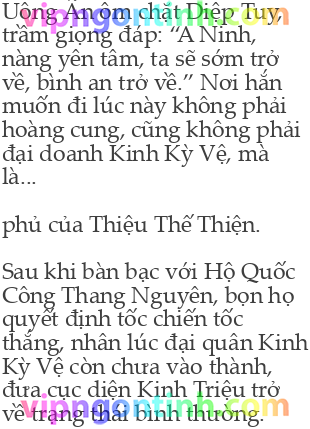 Uông Ấn ôm chặt Diệp Tuy,
trầm giọng đáp: “A Ninh,
nàng yên tâm, ta sẽ sớm trở
về, bình an trở về.” Nơi hắn
muốn đi lúc này không phải
hoàng cung, cũng không phải
đại doanh Kinh Kỳ Vệ, mà
là...
phủ của Thiệu Thế Thiện.
Sau khi bàn bạc với Hộ Quốc
Công Thang Nguyên, bọn họ
quyết định tốc chiến tốc
thắng, nhân lúc đại quân Kinh
Kỳ Vệ còn chưa vào thành,
đưa cục diện Kinh Triệu trở
về trạng thái bình thường.
vipngontinh.com
vipngontinh.com